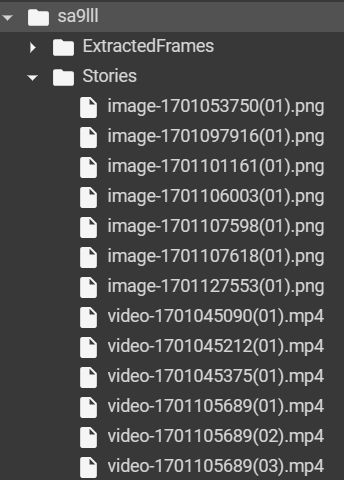 sa9lll
ExtractedFrames
Stories
image-1701053750(01).png
image-1701097916(01).png
image-1701101161(01).png
image-1701106003(01).png
image-1701107598(01).png
image-1701107618(01).png
image-1701127553(01).png
video-1701045090(01).mp4
video-1701045212(01).mp4
video-1701045375(01).mp4
video-1701105689(01).mp4
video-1701105689(02).mp4
video-1701105689(03).mp4